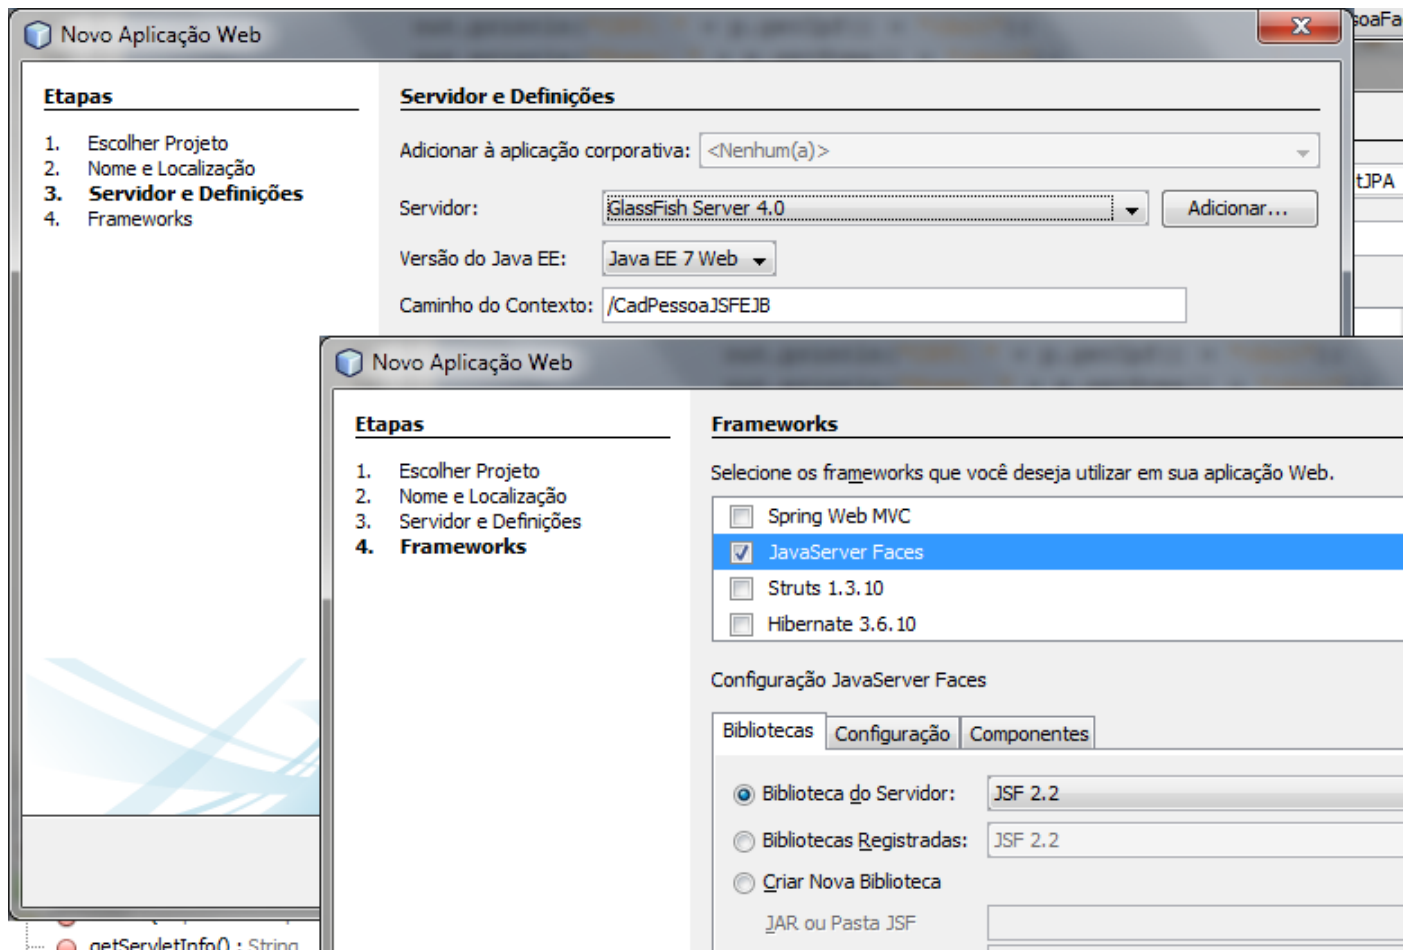 Novo Aplicação Web
Etapas
1. Escolher Projeto
2. Nome e Localização
3. Servidor e Definições
4. Frameworks
Servidor e Definições
Adicionar à aplicação corporativa: <Nenhum(a)>
Servidor: GlassFish Server 4.0 Adicionar...
Versão do Java EE: Java EE 7 Web
Caminho do Contexto: /CadPessoaJSFEJB
soaFa
tJPA
Novo Aplicação Web
Etapas
1. Escolher Projeto
2. Nome e Localização
3. Servidor e Definições
4. Frameworks
Frameworks
Selecione os frameworks que você deseja utilizar em sua aplicação Web.
Spring Web MVC
JavaServer Faces
Struts 1.3.10
Hibernate 3.6.10
Configuração JavaServer Faces
Bibliotecas Configuração Componentes
Biblioteca do Servidor: JSF 2.2
Bibliotecas Registradas: JSF 2.2
Criar Nova Biblioteca
JAR ou Pasta JSF
getServletInfo() : String